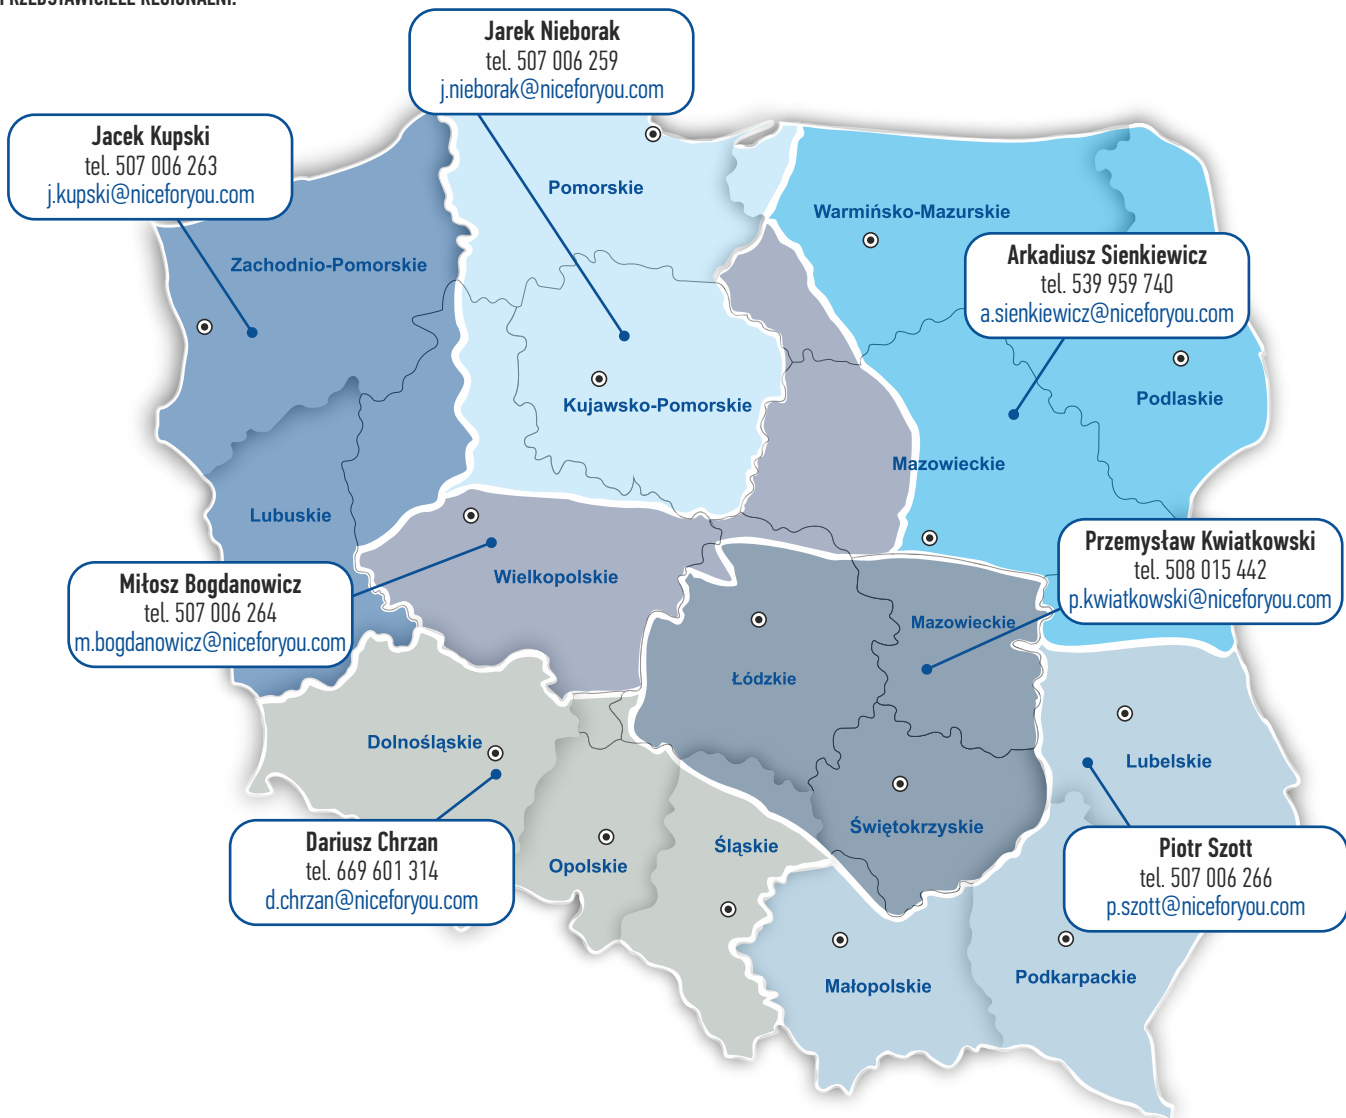 PRZEDSTAWICIELE REGIONALNI:
Jarek Nieborak
tel. 507 006 259
j.nieborak@niceforyou.com
Jacek Kupski
tel. 507 006 263
j.kupski@niceforyou.com
Pomorskie
Warmińsko-Mazurskie
Zachodnio-Pomorskie
Arkadiusz Sienkiewicz
tel. 539 959 740
a.sienkiewicz@niceforyou.com
Podlaskie
Kujawsko-Pomorskie
Mazowieckie
Lubuskie
Przemysław Kwiatkowski
tel. 508 015 442
p.kwiatkowski@niceforyou.com
Wielkopolskie
Miłosz Bogdanowicz
tel. 507 006 264
m.bogdanowicz@niceforyou.com
Mazowieckie
Łódzkie
Dolnośląskie
Lubelskie
Świętokrzyskie
Dariusz Chrzan
tel. 669 601 314
d.chrzan@niceforyou.com
Śląskie
Opolskie
Piotr Szott
tel. 507 006 266
p.szott@niceforyou.com
Małopolskie
Podkarpackie